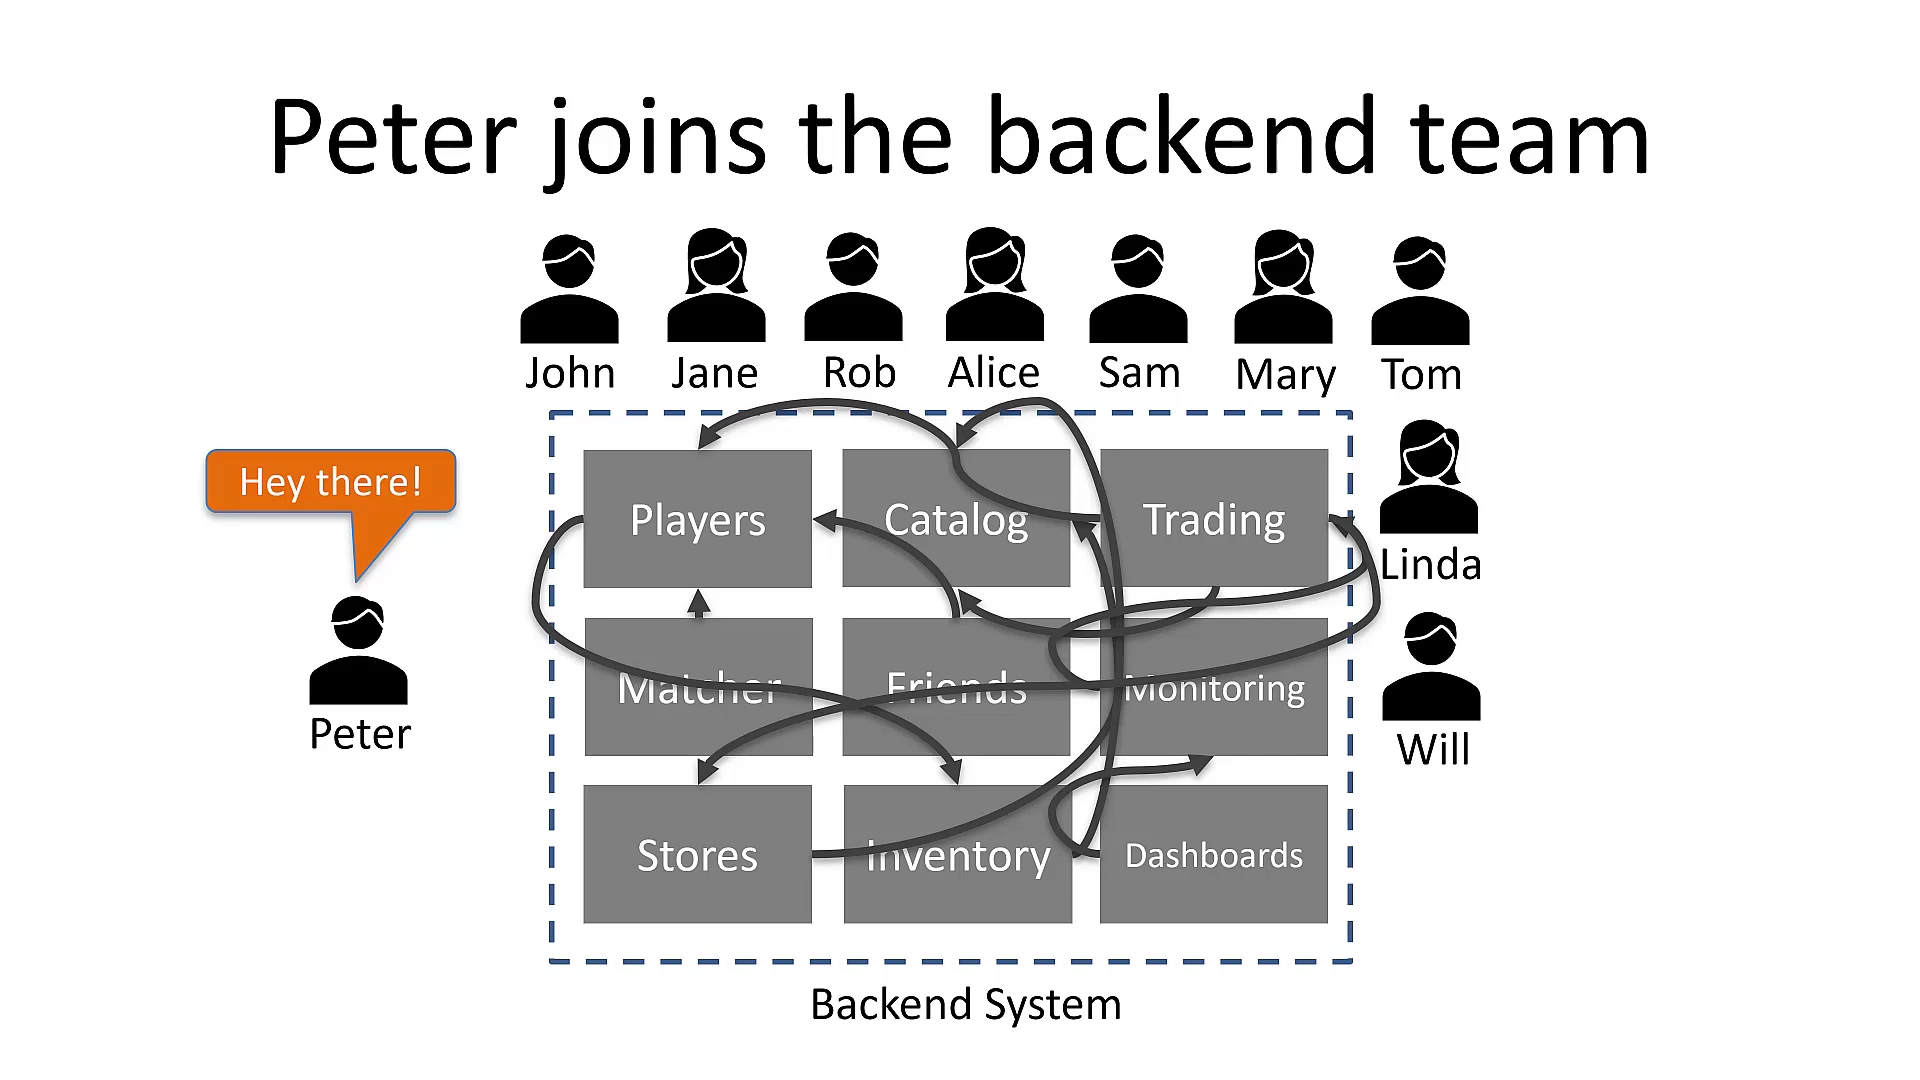 Peter joins the backend team
John
Jane
Rob
Alice
Sam
Mary
Tom
Hey there!
Players
Catalog
Trading
Linda
Matcher
Friends
Monitoring
Peter
Will
Stores
Inventory
Dashboards
Backend System